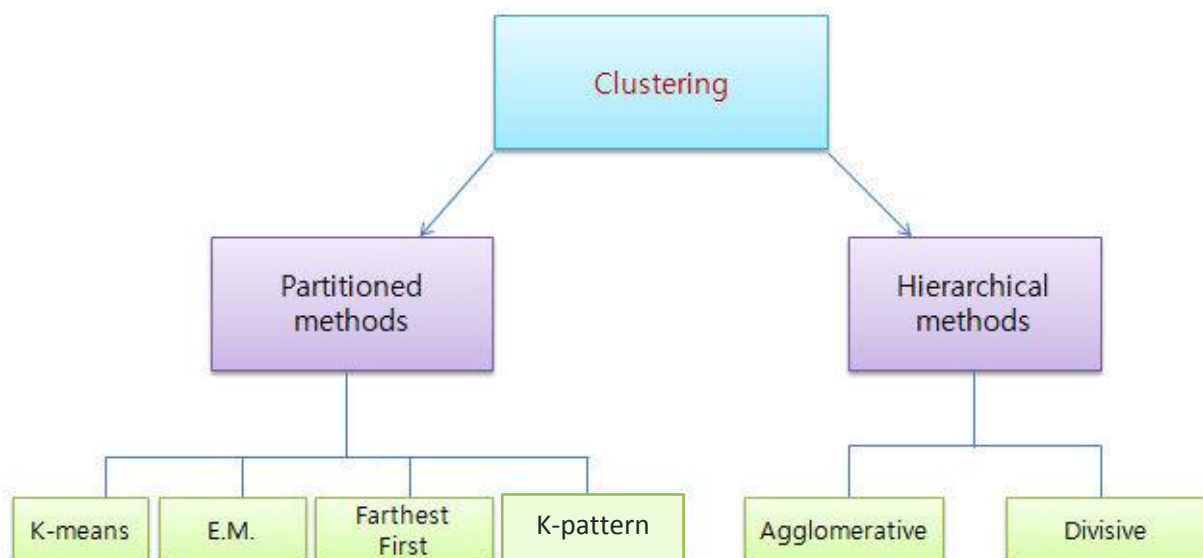 Clustering
Partitioned
methods
Hierarchical
methods
K-means
E.M.
Farthest
First
K-pattern
Agglomerative
Divisive